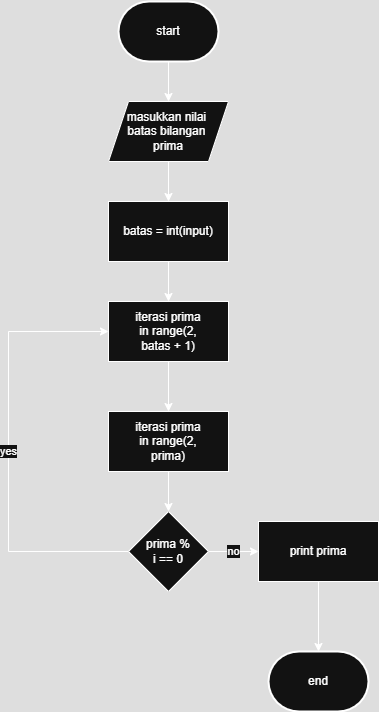 start
masukkan nilai
batas bilangan
prima
batas = int(input)
iterasi prima
in range(2,
batas + 1)
iterasi prima
in range(2,
prima)
yes
prima %
i == 0
no
print prima
end